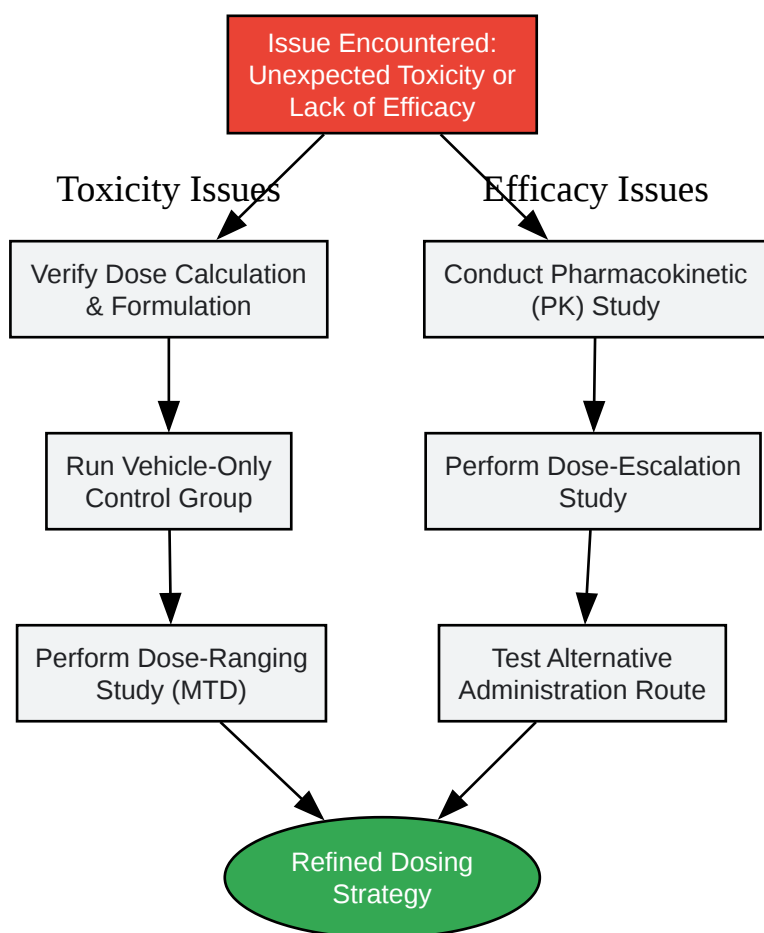 Issue Encountered:
Unexpected Toxicity or
Lack of Efficacy
Toxicity Issues
Efficacy Issues
Verify Dose Calculation
& Formulation
Conduct Pharmacokinetic
(PK) Study
Run Vehicle-Only
Control Group
Perform Dose-Escalation
Study
Perform Dose-Ranging
Study (MTD)
Test Alternative
Administration Route
Refined Dosing
Strategy